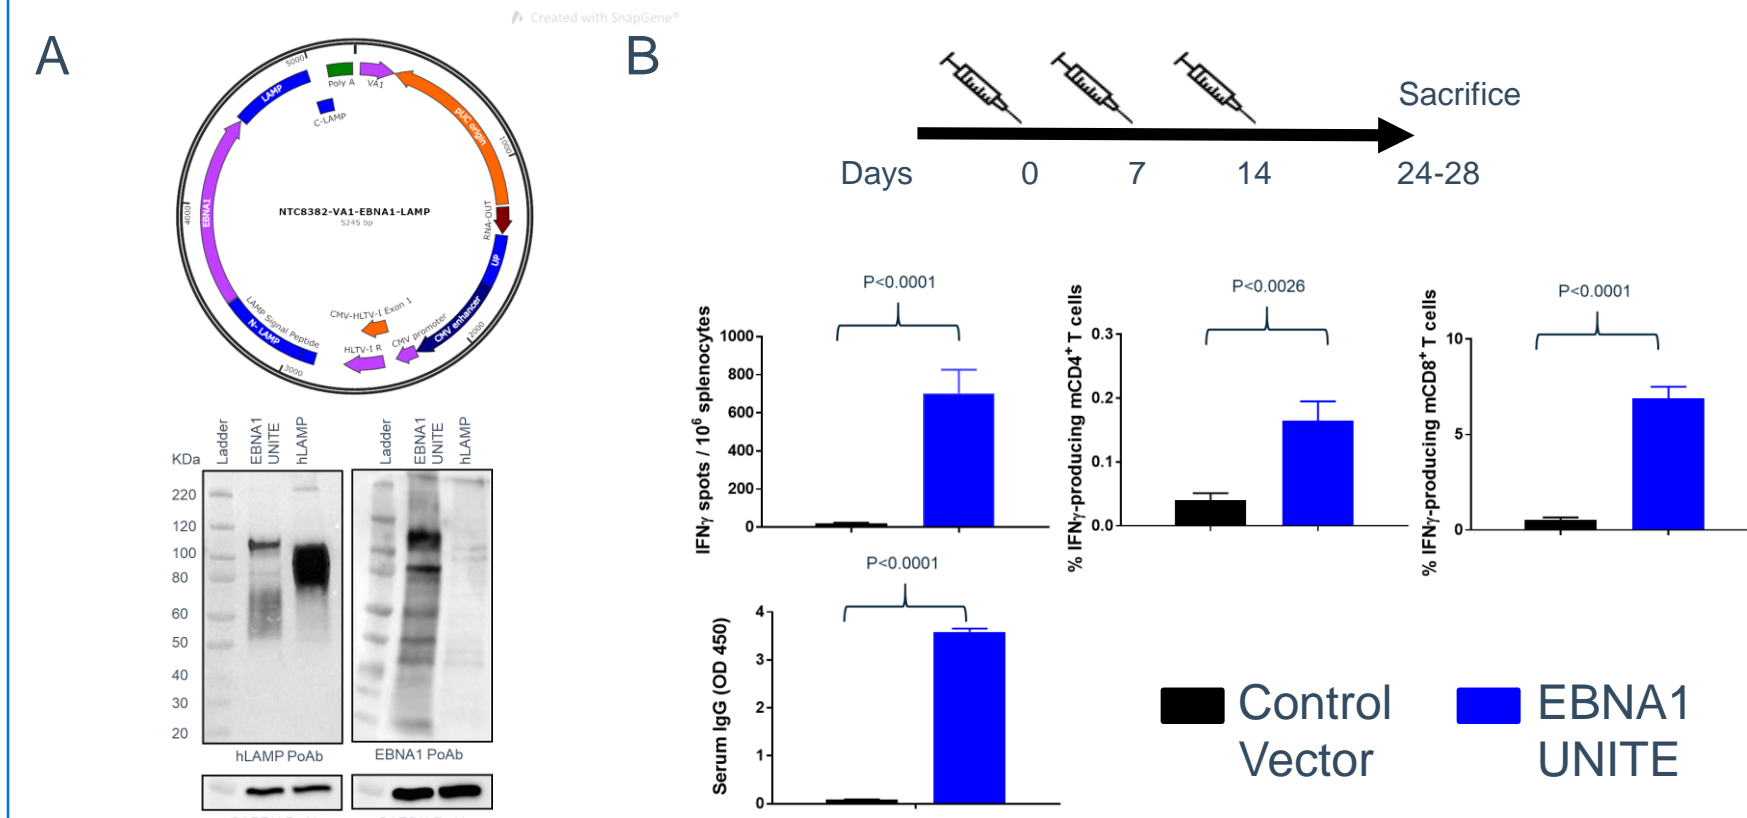 Created with SnapGene®
A
5000
Poly A
VA1
LAMP
C-LAMP
pUC origin
1000
EBNA1
4000
NTC8382-VA1-EBNA1-LAMP
5245 bp
RNA-OUT
UP
CMV enhancer
2000
CMV promoter
CMV-HLTV-I Exon 1
HLTV-I R
LAMP Signal Peptide
N- LAMP
3000
KDa
Ladder
EBNA1
UNITE
hLAMP
Ladder
EBNA1
UNITE
hLAMP
220
120
100
80
60
50
40
30
20
hLAMP PoAb
EBNA1 PoAb
B
Sacrifice
Days 0 7 14 24-28
P<0.0001
IFNγ spots / 10⁶ splenocytes
1000
800
600
400
200
0
P<0.0026
% IFNγ-producing mCD4⁺ T cells
0.3
0.2
0.1
0.0
P<0.0001
% IFNγ-producing mCD8⁺ T cells
10
5
0
P<0.0001
Serum IgG (OD 450)
4
3
2
1
0
Control
Vector
EBNA1
UNITE